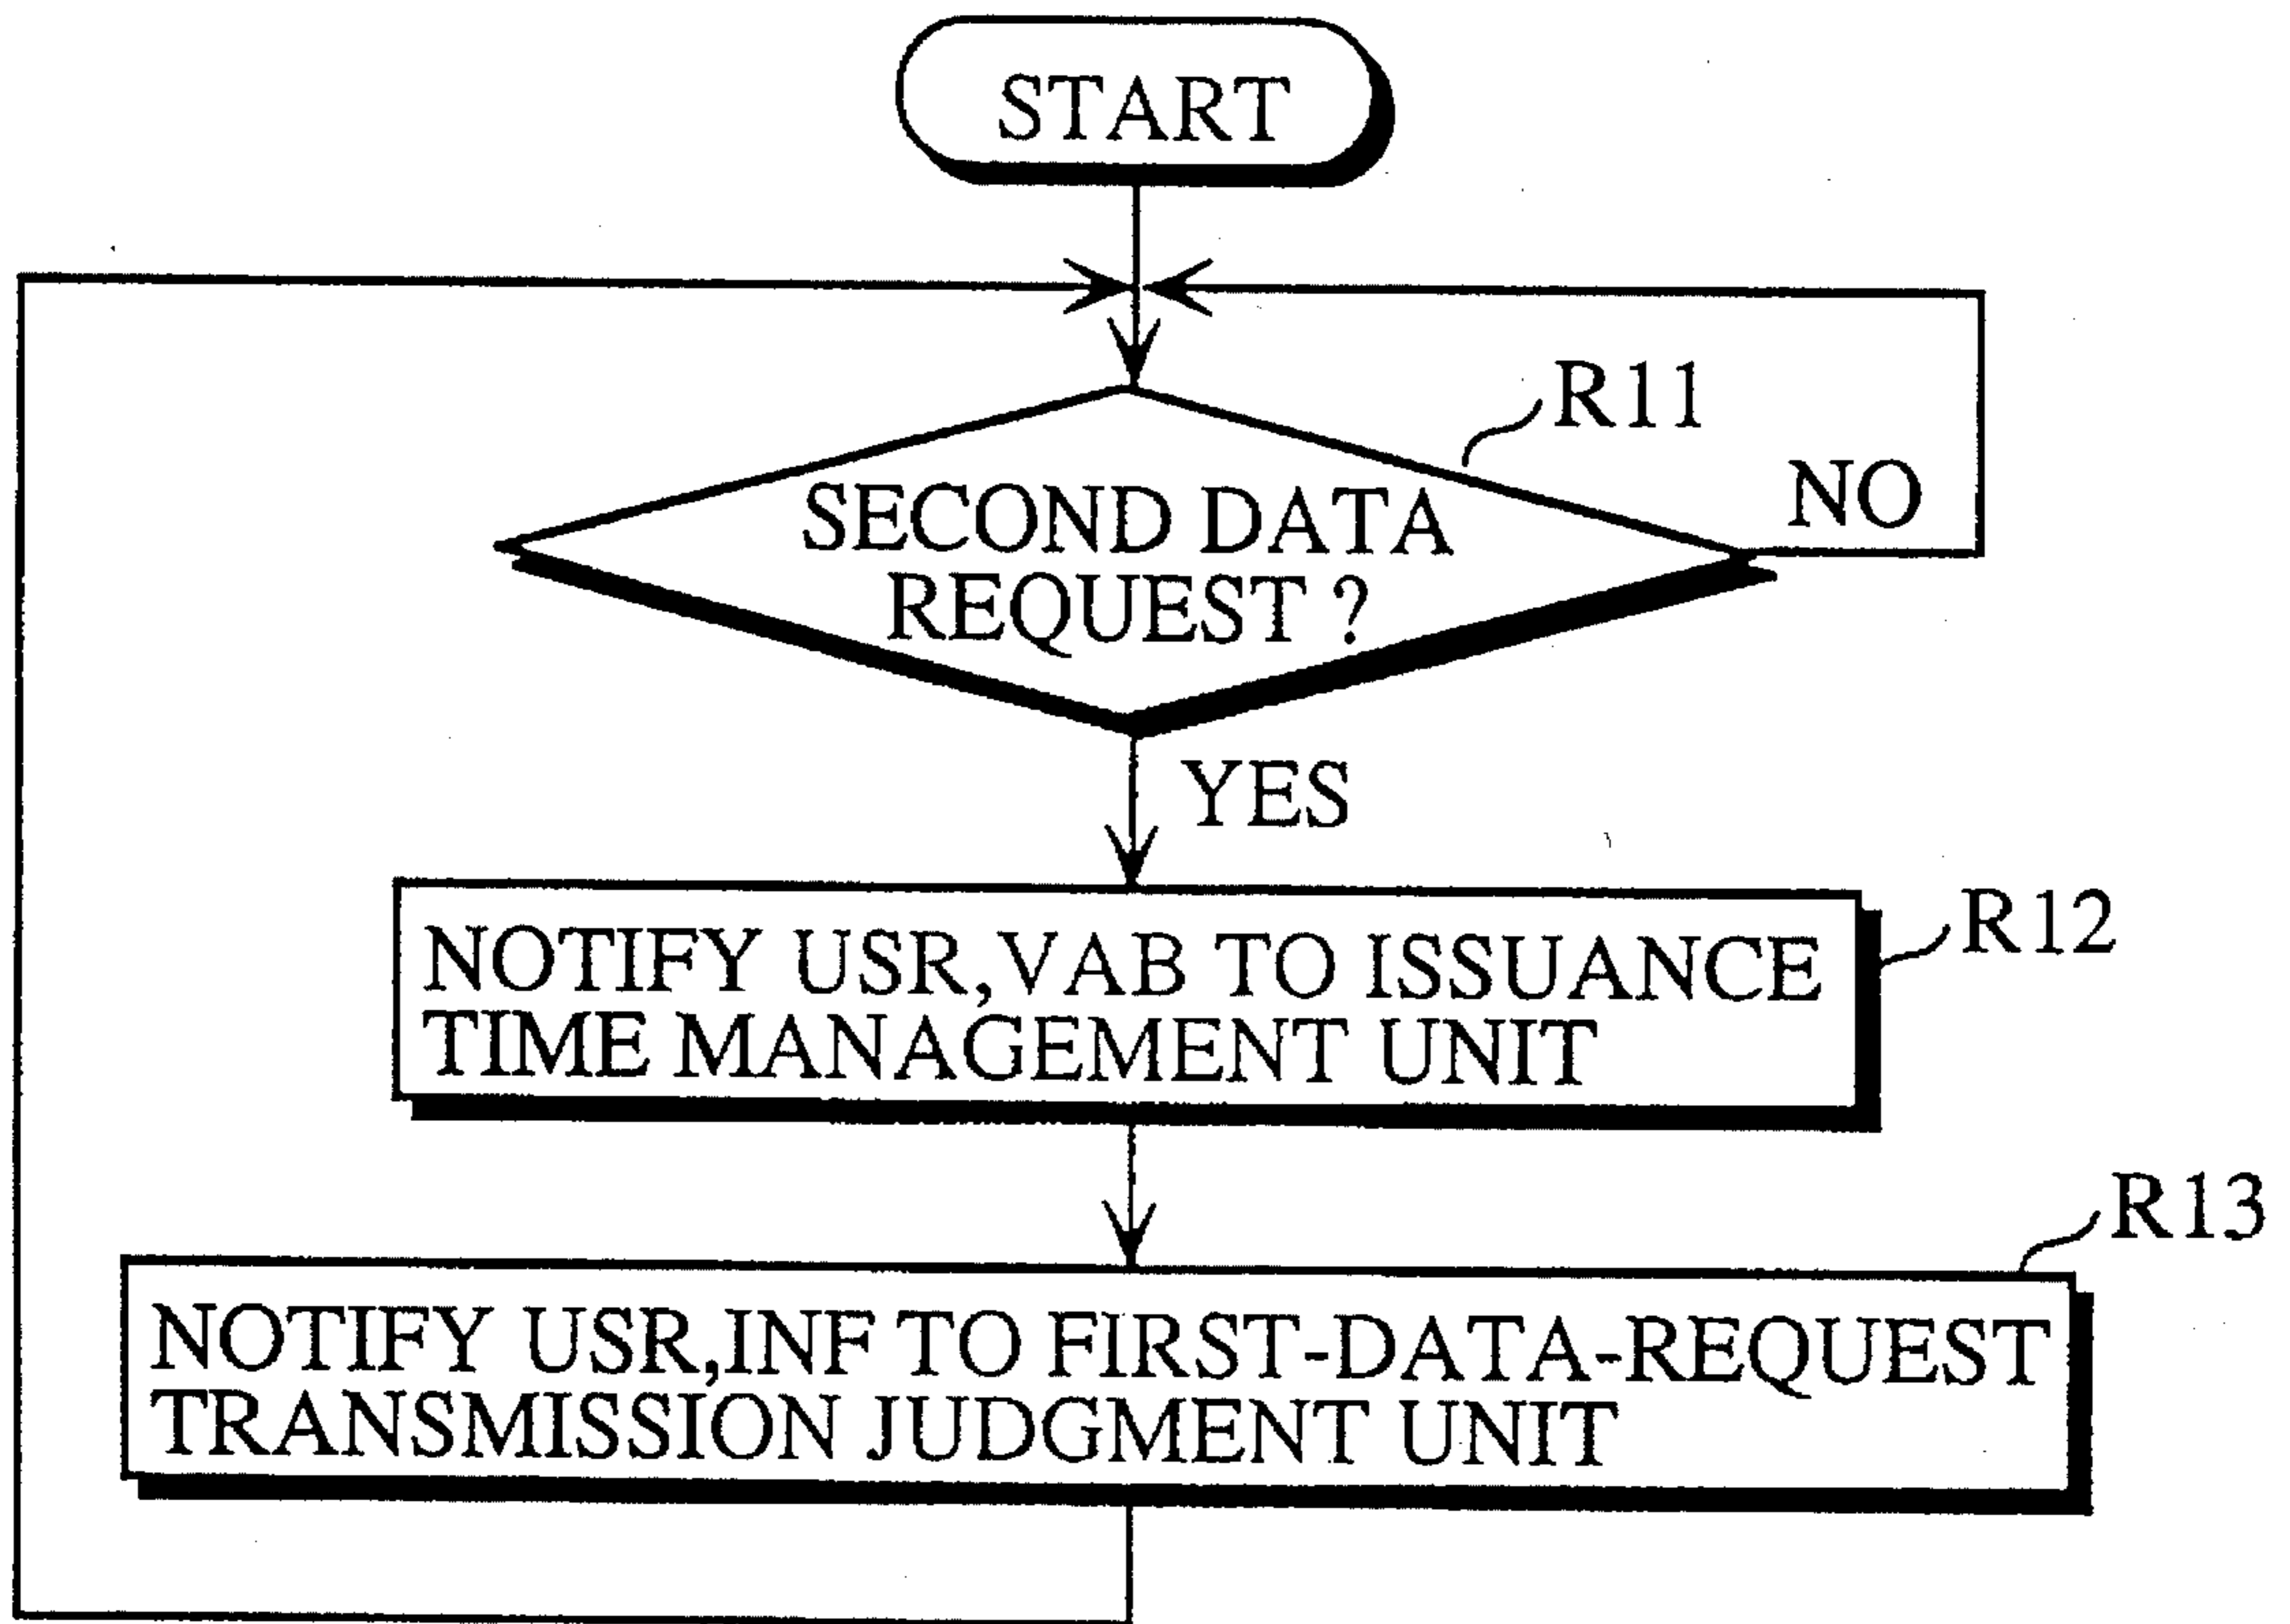 START
R11
NO
SECOND DATA
REQUEST ?
YES
R12
NOTIFY USR,VAB TO ISSUANCE
TIME MANAGEMENT UNIT
R13
NOTIFY USR,INF TO FIRST-DATA-REQUEST
TRANSMISSION JUDGMENT UNIT